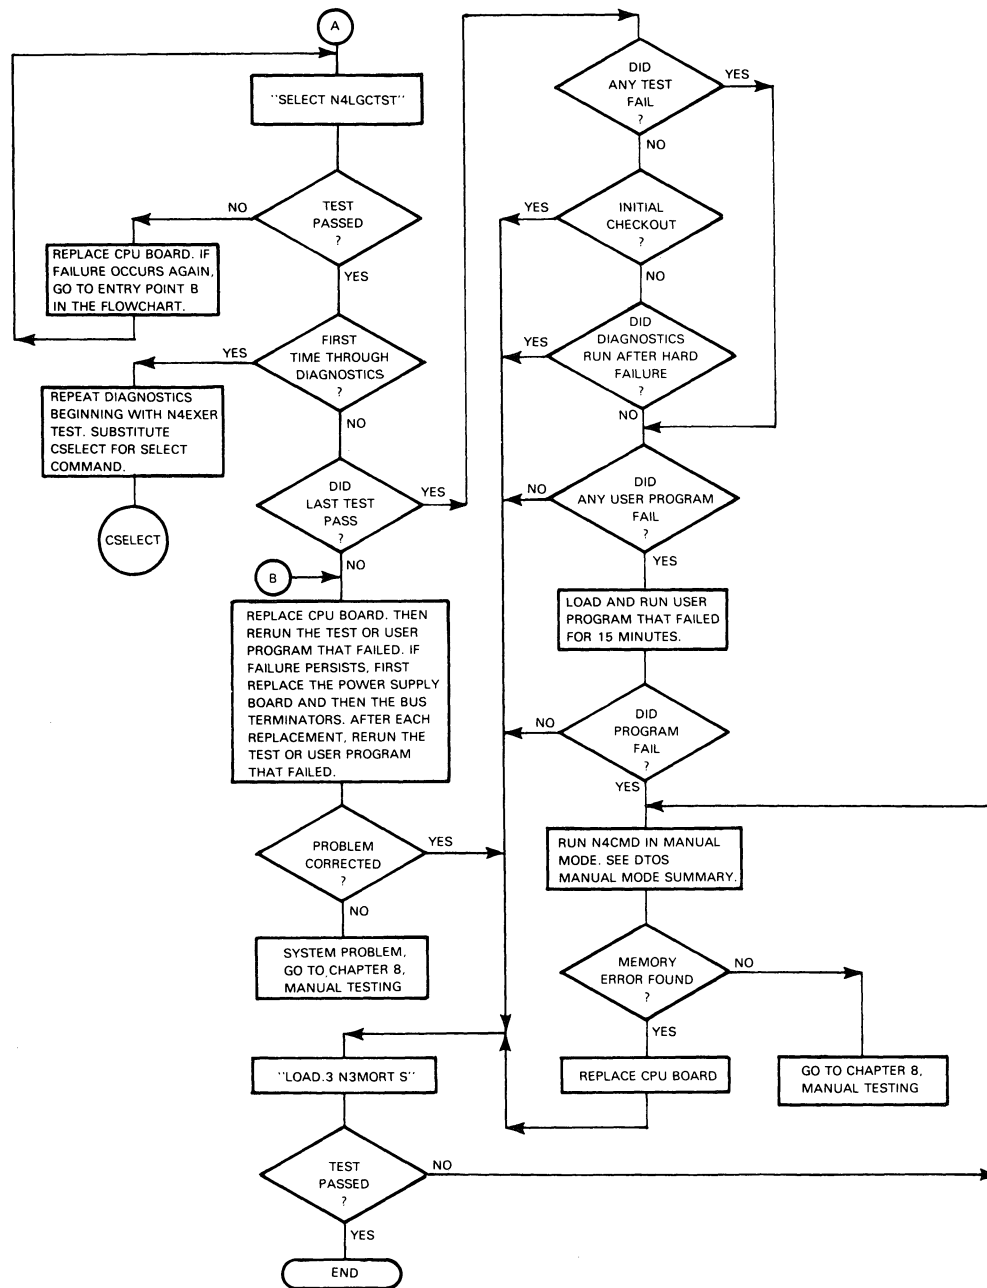 A
"SELECT N4LGCTST"
TEST
PASSED
?
NO
YES
REPLACE CPU BOARD. IF
FAILURE OCCURS AGAIN,
GO TO ENTRY POINT B
IN THE FLOWCHART.
FIRST
TIME THROUGH
DIAGNOSTICS
?
YES
NO
REPEAT DIAGNOSTICS
BEGINNING WITH N4EXER
TEST. SUBSTITUTE
CSELECT FOR SELECT
COMMAND.
CSELECT
DID
LAST TEST
PASS
?
YES
NO
B
REPLACE CPU BOARD. THEN
RERUN THE TEST OR USER
PROGRAM THAT FAILED. IF
FAILURE PERSISTS, FIRST
REPLACE THE POWER SUPPLY
BOARD AND THEN THE BUS
TERMINATORS. AFTER EACH
REPLACEMENT, RERUN THE
TEST OR USER PROGRAM
THAT FAILED.
PROBLEM
CORRECTED
?
YES
NO
SYSTEM PROBLEM,
GO TO CHAPTER 8,
MANUAL TESTING
"LOAD.3 N3MORT S"
TEST
PASSED
?
NO
YES
END
DID
ANY TEST
FAIL
?
YES
NO
INITIAL
CHECKOUT
?
YES
NO
DID
DIAGNOSTICS
RUN AFTER HARD
FAILURE
?
YES
NO
DID
ANY USER PROGRAM
FAIL
?
NO
YES
LOAD AND RUN USER
PROGRAM THAT FAILED
FOR 15 MINUTES.
DID
PROGRAM
FAIL
?
NO
YES
RUN N4CMD IN MANUAL
MODE. SEE DTOS
MANUAL MODE SUMMARY.
MEMORY
ERROR FOUND
?
NO
YES
REPLACE CPU BOARD
GO TO CHAPTER 8,
MANUAL TESTING